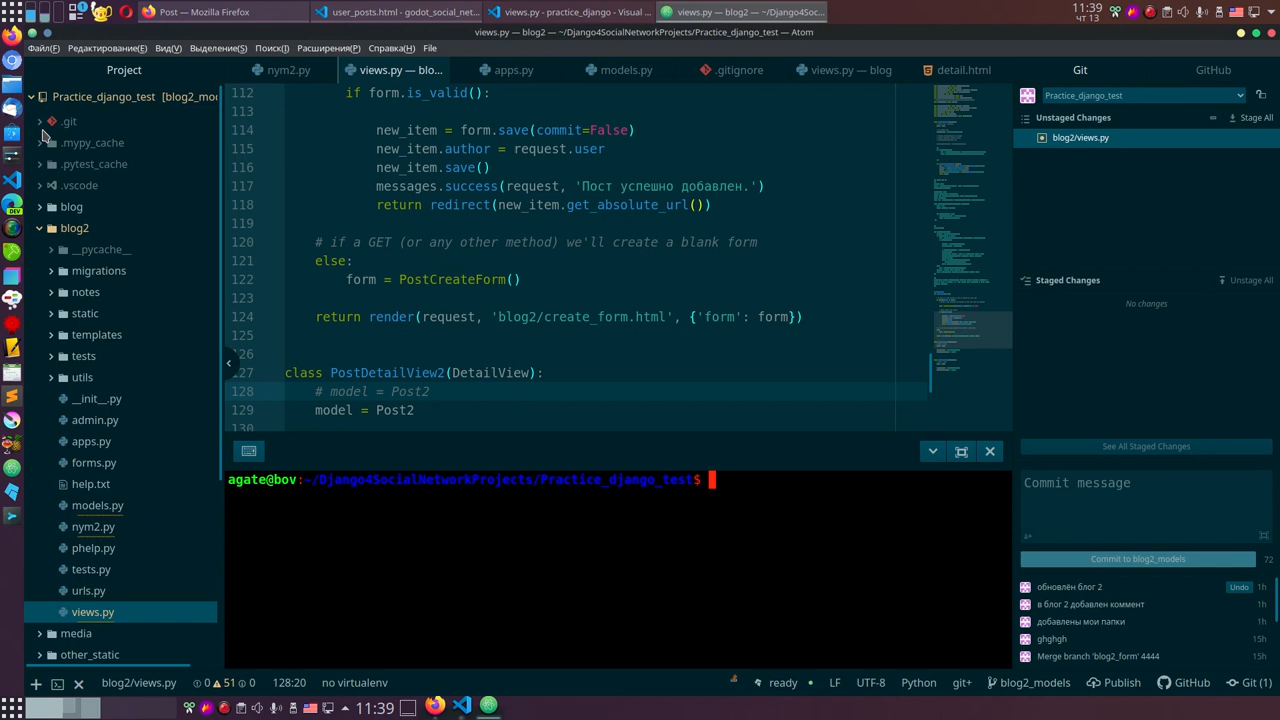 Post — Mozilla Firefox
user_posts.html - godot_social_net...
views.py - practice_django - Visual ...
views.py — blog2 — ~/Django4Soc...
11:39
чт 13
views.py — blog2 — ~/Django4SocialNetworkProjects/Practice_django_test — Atom
Файл(F) Редактирование(E) Вид(V) Выделение(S) Поиск(I) Расширения(P) Справка(H) File
Project
nym2.py
views.py — blo...
apps.py
models.py
.gitignore
views.py — blog
detail.html
Git
GitHub
Practice_django_test [blog2_mo
.git
.mypy_cache
.pytest_cache
.vscode
blog
blog2
__pycache__
migrations
notes
static
templates
tests
utils
__init__.py
admin.py
apps.py
forms.py
help.txt
models.py
nym2.py
phelp.py
tests.py
urls.py
views.py
media
other_static
112 if form.is_valid():
113
114 new_item = form.save(commit=False)
115 new_item.author = request.user
116 new_item.save()
117 messages.success(request, 'Пост успешно добавлен.')
118 return redirect(new_item.get_absolute_url())
119
120 # if a GET (or any other method) we'll create a blank form
121 else:
122 form = PostCreateForm()
123
124 return render(request, 'blog2/create_form.html', {'form': form})
125
126
127 class PostDetailView2(DetailView):
128 # model = Post2
129 model = Post2
130
agate@bov:~/Django4SocialNetworkProjects/Practice_django_test$
Practice_django_test
Unstaged Changes
Stage All
blog2/views.py
Staged Changes
Unstage All
No changes
See All Staged Changes
Commit message
Commit to blog2_models
72
обновлён блог 2 Undo 1h
в блог 2 добавлен коммент 1h
добавлены мои папки 1h
ghghgh 15h
Merge branch 'blog2_form' 4444 15h
blog2/views.py
0 51 0
128:20
no virtualenv
ready
LF
UTF-8
Python
git+
blog2_models
Publish
GitHub
Git (1)
11:39
DEV